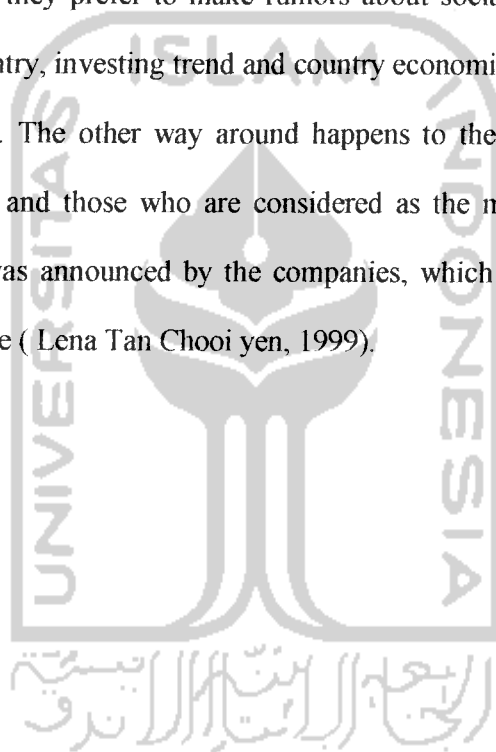 they prefer to make rumors about social
ntry, investing trend and country economi
. The other way around happens to the
and those who are considered as the m
was announced by the companies, which
e ( Lena Tan Chooi yen, 1999).
ISLAM
UNIVERSITAS
INDONESIA